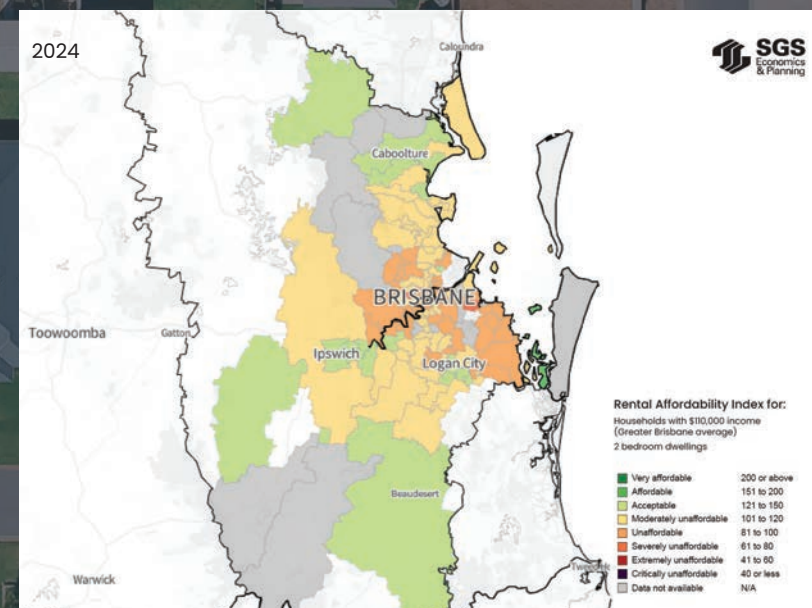 2024
Caloundra
SGS
Economics
& Planning
Caboolture
BRISBANE
Toowoomba
Gatton
Ipswich
Logan City
Rental Affordability Index for:
Households with $110,000 income
(Greater Brisbane average)
2 bedroom dwellings
Very affordable 200 or above
Affordable 151 to 200
Acceptable 121 to 150
Moderately unaffordable 101 to 120
Unaffordable 81 to 100
Severely unaffordable 61 to 80
Extremely unaffordable 41 to 60
Critically unaffordable 40 or less
Data not available N/A
Beaudesert
Warwick